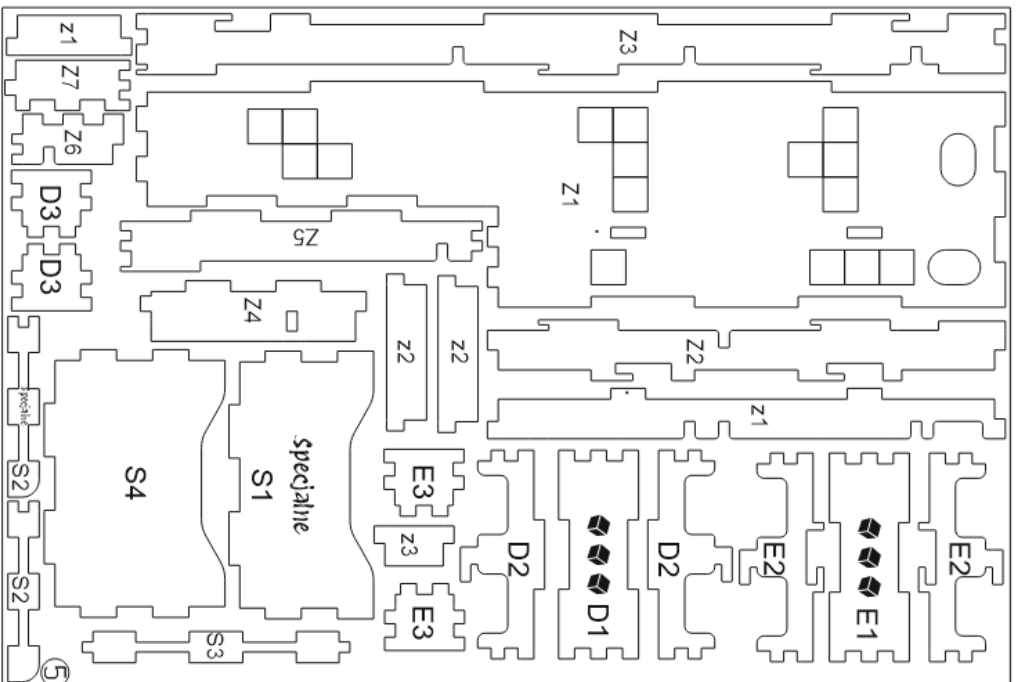 z1
Z3
Z7
Z6
Z1
D3
Z5
D3
Z4
z2
z2
Z2
specjalne
z1
S2
S4
S1
specjalne
E3
z3
D2
D2
E2
E2
S2
D1
E1
E3
S3
5